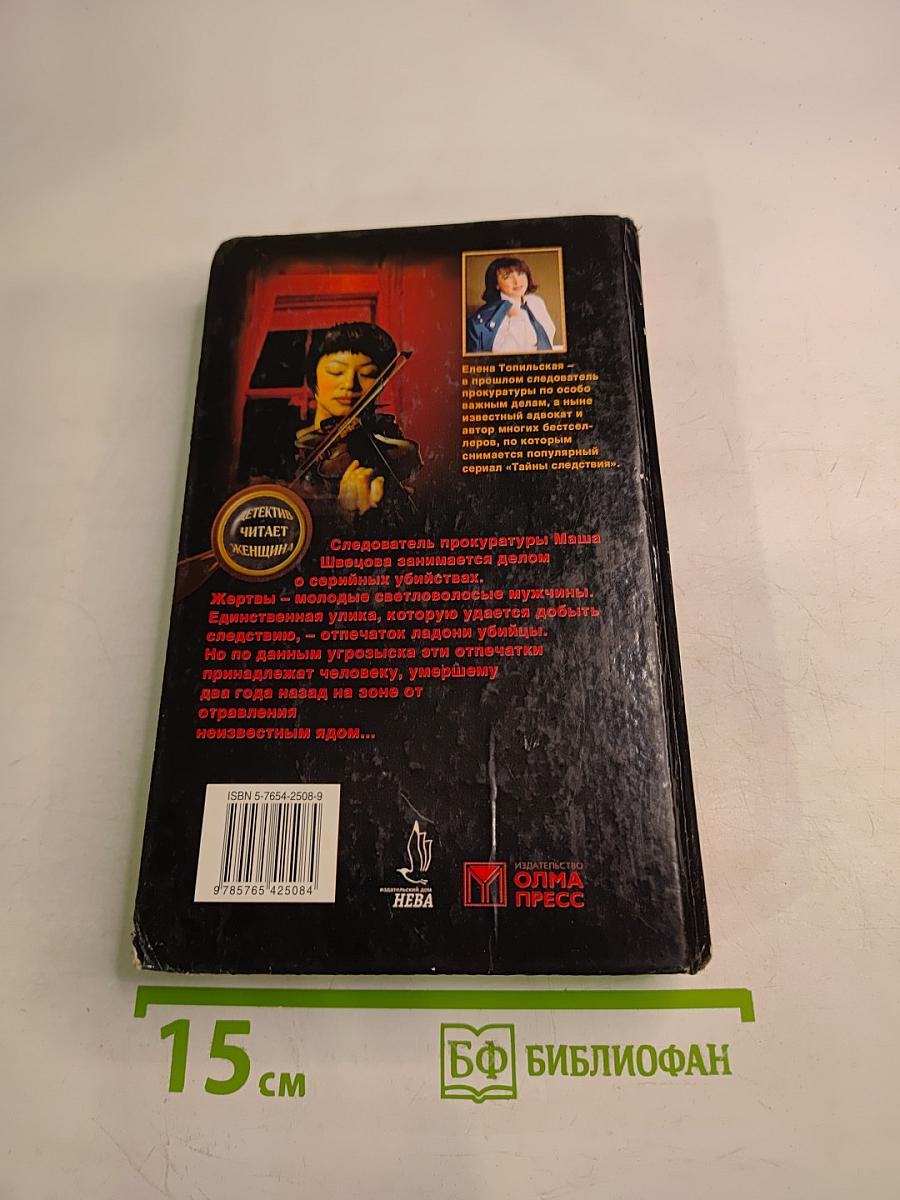 Елена Топильская –
в прошлом следователь
прокуратуры по особо
важным делам, а ныне
известный адвокат и
автор многих бестсел-
леров, по которым
снимается популярный
сериал «Тайны следствия».
ДЕТЕКТИВ
ЧИТАЕТ
ЖЕНЩИНА
Следователь прокуратуры Маша
Швецова занимается делом
о серийных убийствах.
Жертвы – молодые светловолосые мужчины.
Единственная улика, которую удается добыть
следствию, – отпечаток ладони убийцы.
Но по данным угрозыска эти отпечатки
принадлежат человеку, умершему
два года назад на зоне от
отравления
неизвестным ядом...
ISBN 5-7654-2508-9
9 785765 425084
издательский дом
НЕВА
ИЗДАТЕЛЬСТВО
ОЛМА
ПРЕСС
15 см
БФ БИБЛИОФАН